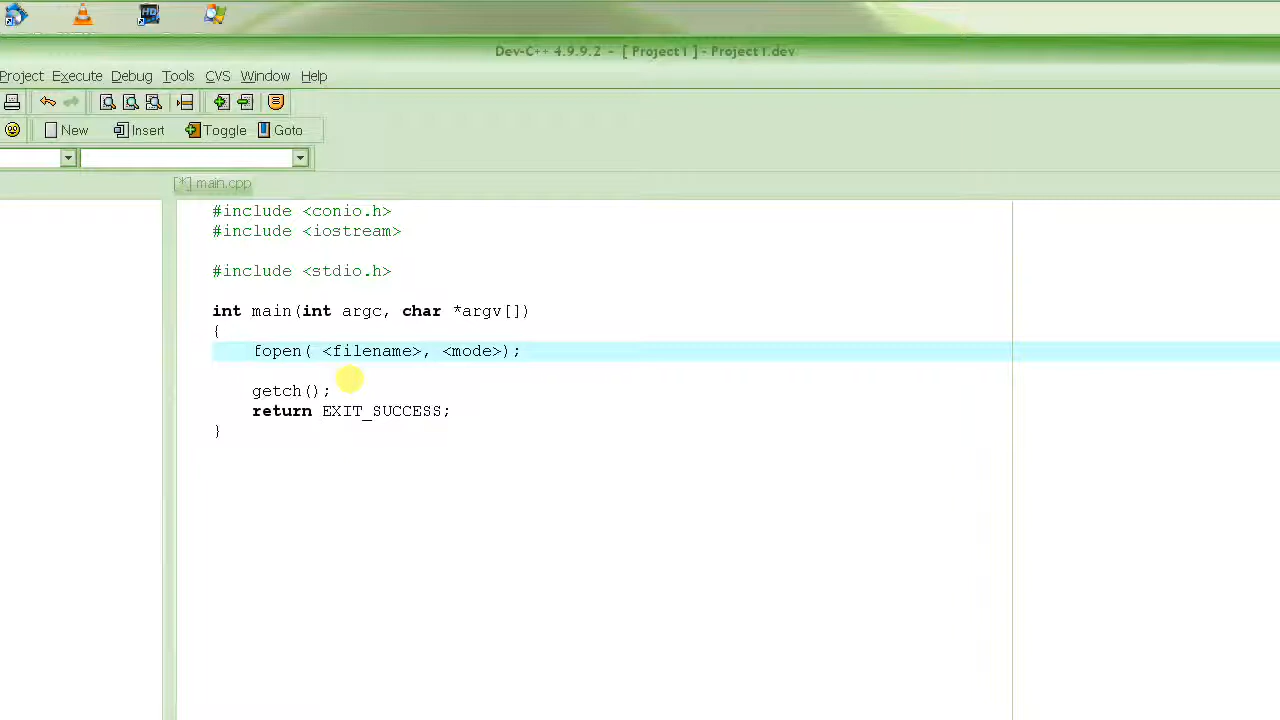 Dev-C++ 4.9.9.2 - [ Project1 ] - Project1.dev
Project Execute Debug Tools CVS Window Help
New Insert Toggle Goto
[*] main.cpp
#include <conio.h>
#include <iostream>
#include <stdio.h>
int main(int argc, char *argv[])
{
fopen( <filename>, <mode>);
getch();
return EXIT_SUCCESS;
}